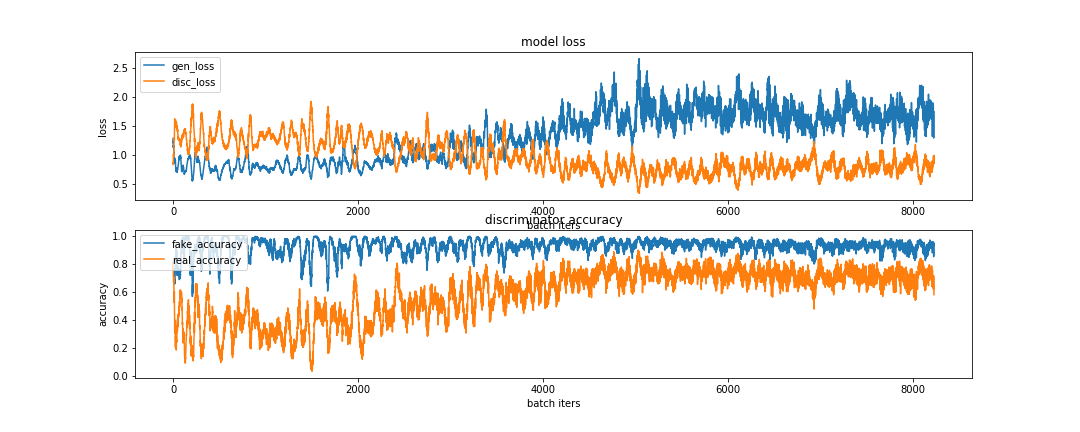 model loss
gen_loss
disc_loss
loss
2.5
2.0
1.5
1.0
0.5
0
2000
4000
6000
8000
batch iters
discriminator accuracy
fake_accuracy
real_accuracy
accuracy
1.0
0.8
0.6
0.4
0.2
0.0
0
2000
4000
6000
8000
batch iters